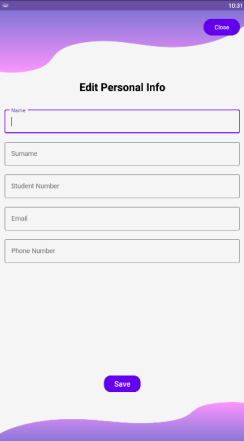 10:31
Close
Edit Personal Info
Name
Surname
Student Number
Email
Phone Number
Save